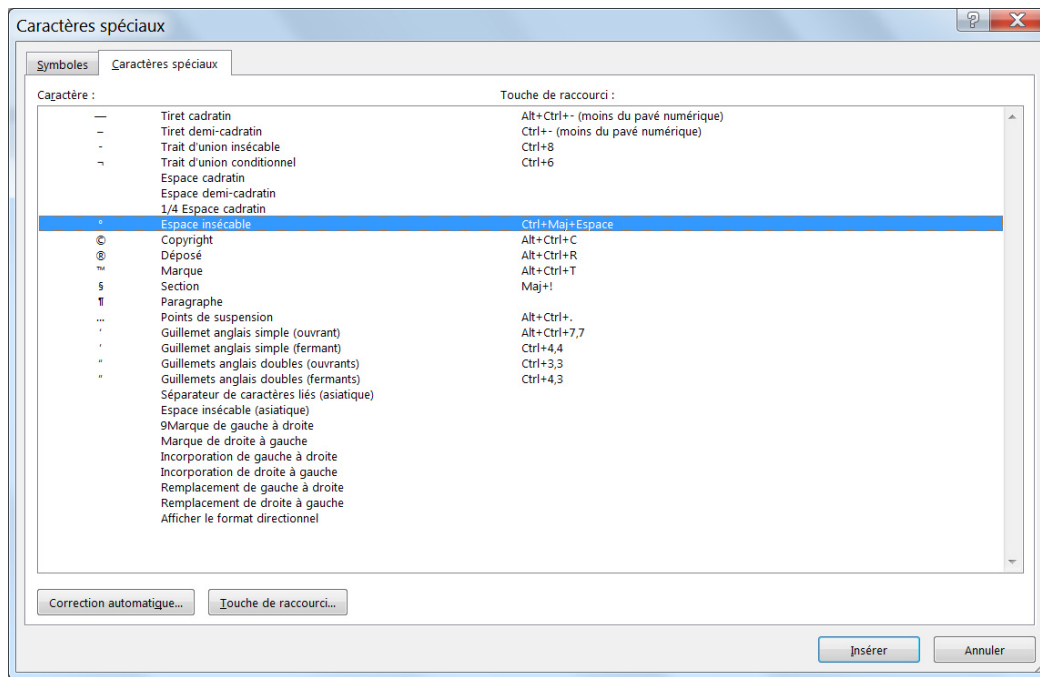 Caractères spéciaux
Symboles Caractères spéciaux
Caractère : Touche de raccourci :
— Tiret cadratin Alt+Ctrl+- (moins du pavé numérique)
– Tiret demi-cadratin Ctrl+- (moins du pavé numérique)
- Trait d'union insécable Ctrl+8
¬ Trait d'union conditionnel Ctrl+6
Espace cadratin
Espace demi-cadratin
1/4 Espace cadratin
° Espace insécable Ctrl+Maj+Espace
© Copyright Alt+Ctrl+C
® Déposé Alt+Ctrl+R
™ Marque Alt+Ctrl+T
§ Section Maj+!
¶ Paragraphe
… Points de suspension Alt+Ctrl+.
‘ Guillemet anglais simple (ouvrant) Alt+Ctrl+7,7
’ Guillemet anglais simple (fermant) Ctrl+4,4
“ Guillemets anglais doubles (ouvrants) Ctrl+3,3
” Guillemets anglais doubles (fermants) Ctrl+4,3
Séparateur de caractères liés (asiatique)
Espace insécable (asiatique)
9Marque de gauche à droite
Marque de droite à gauche
Incorporation de gauche à droite
Incorporation de droite à gauche
Remplacement de gauche à droite
Remplacement de droite à gauche
Afficher le format directionnel
Correction automatique... Touche de raccourci...
Insérer Annuler